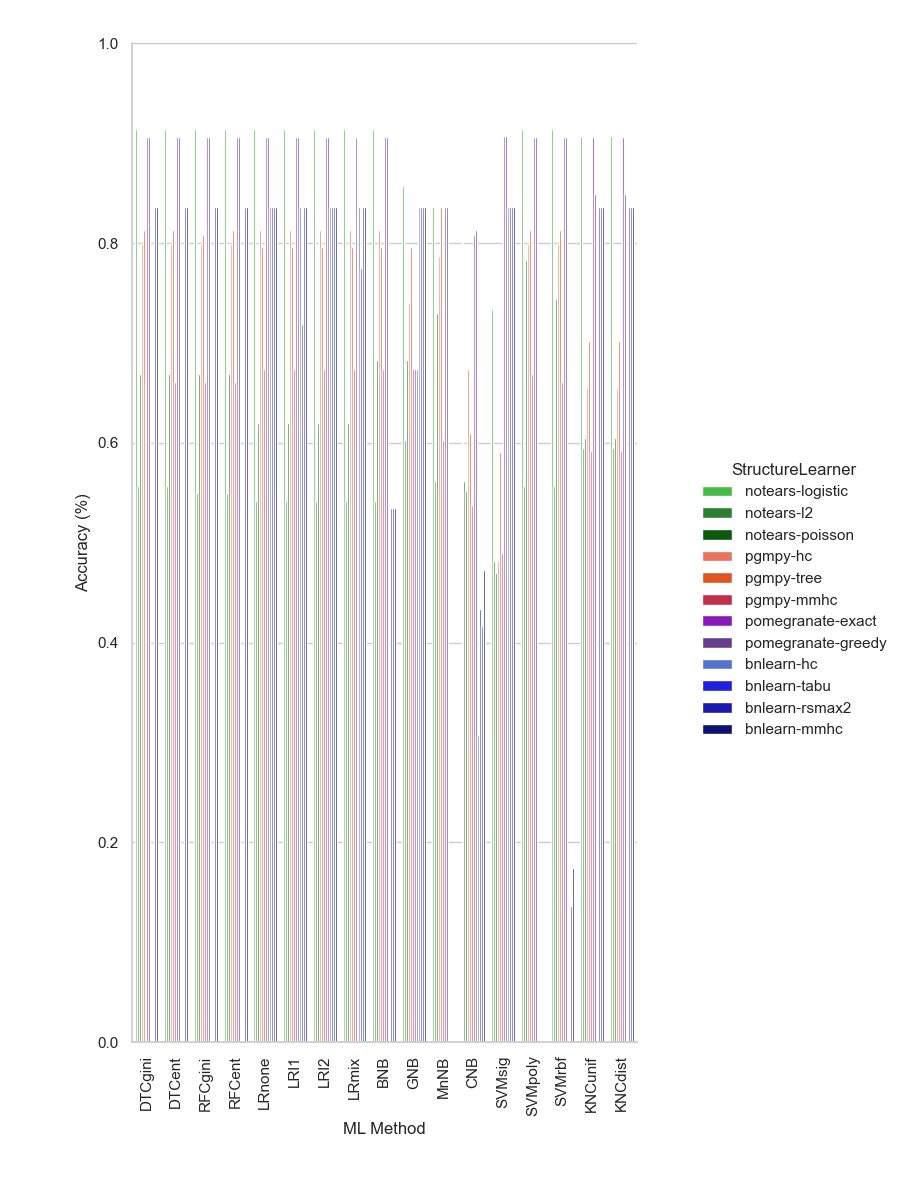 1.0
0.8
0.6
0.4
0.2
0.0
Accuracy (%)
DTCgini
DTCent
RFCgini
RFCent
LRnone
LRl1
LRl2
LRmix
BNB
GNB
MnNB
CNB
SVMsig
SVMpoly
SVMrbf
KNCunif
KNCdist
ML Method
StructureLearner
notears-logistic
notears-l2
notears-poisson
pgmpy-hc
pgmpy-tree
pgmpy-mmhc
pomegranate-exact
pomegranate-greedy
bnlearn-hc
bnlearn-tabu
bnlearn-rsmax2
bnlearn-mmhc